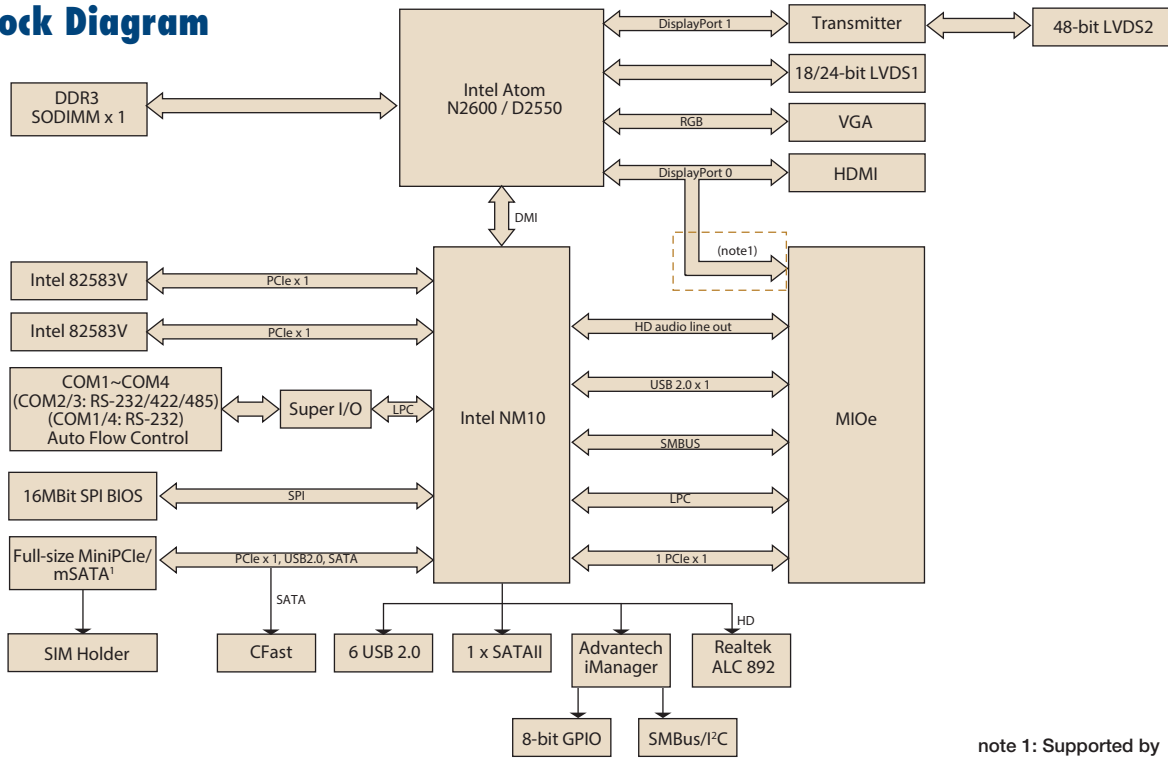 ock Diagram
DisplayPort 1
Transmitter
48-bit LVDS2
Intel Atom
N2600 / D2550
18/24-bit LVDS1
DDR3
SODIMM x 1
RGB
VGA
DisplayPort 0
HDMI
DMI
(note1)
Intel 82583V
PCIe x 1
Intel 82583V
PCIe x 1
HD audio line out
COM1~COM4
(COM2/3: RS-232/422/485)
(COM1/4: RS-232)
Auto Flow Control
Super I/O
LPC
Intel NM10
USB 2.0 x 1
MIOe
SMBUS
16MBit SPI BIOS
SPI
LPC
Full-size MiniPCIe/
mSATA¹
PCIe x 1, USB2.0, SATA
1 PCIe x 1
SATA
HD
SIM Holder
CFast
6 USB 2.0
1 x SATAII
Advantech
iManager
Realtek
ALC 892
8-bit GPIO
SMBus/I²C
note 1: Supported by